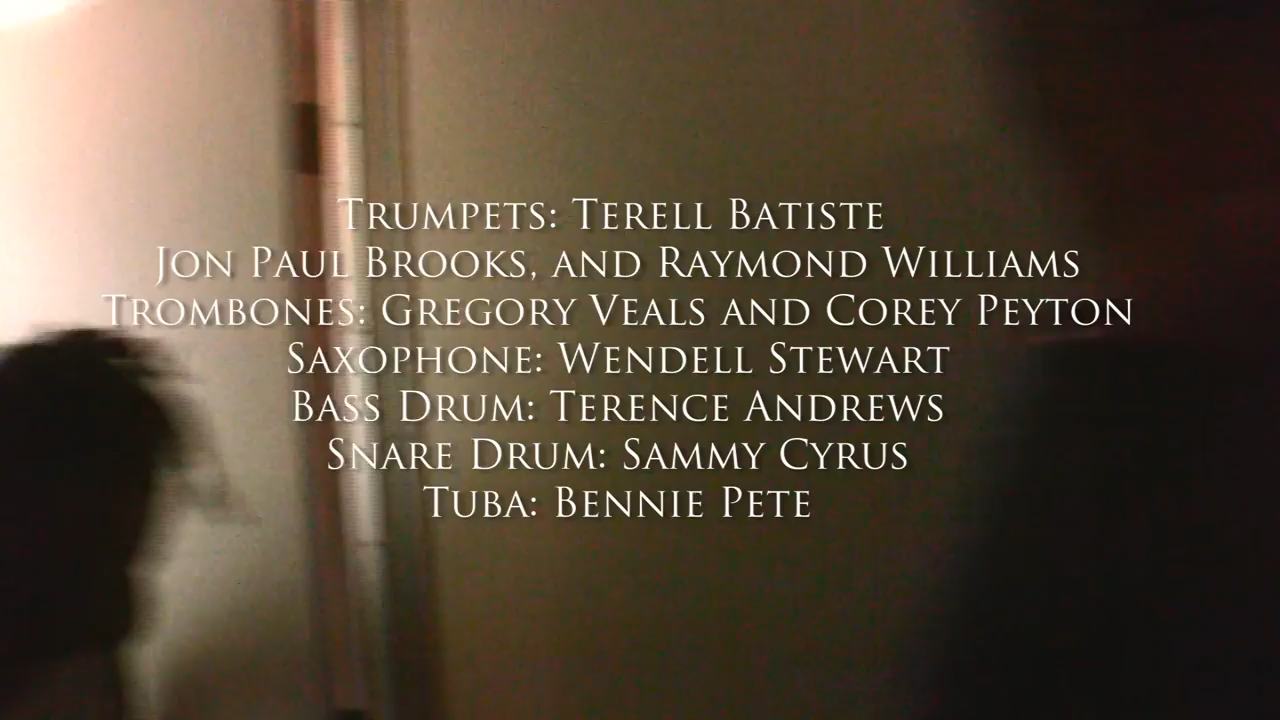 Trumpets: Terell Batiste
Jon Paul Brooks, and Raymond Williams
Trombones: Gregory Veals and Corey Peyton
Saxophone: Wendell Stewart
Bass Drum: Terence Andrews
Snare Drum: Sammy Cyrus
Tuba: Bennie Pete